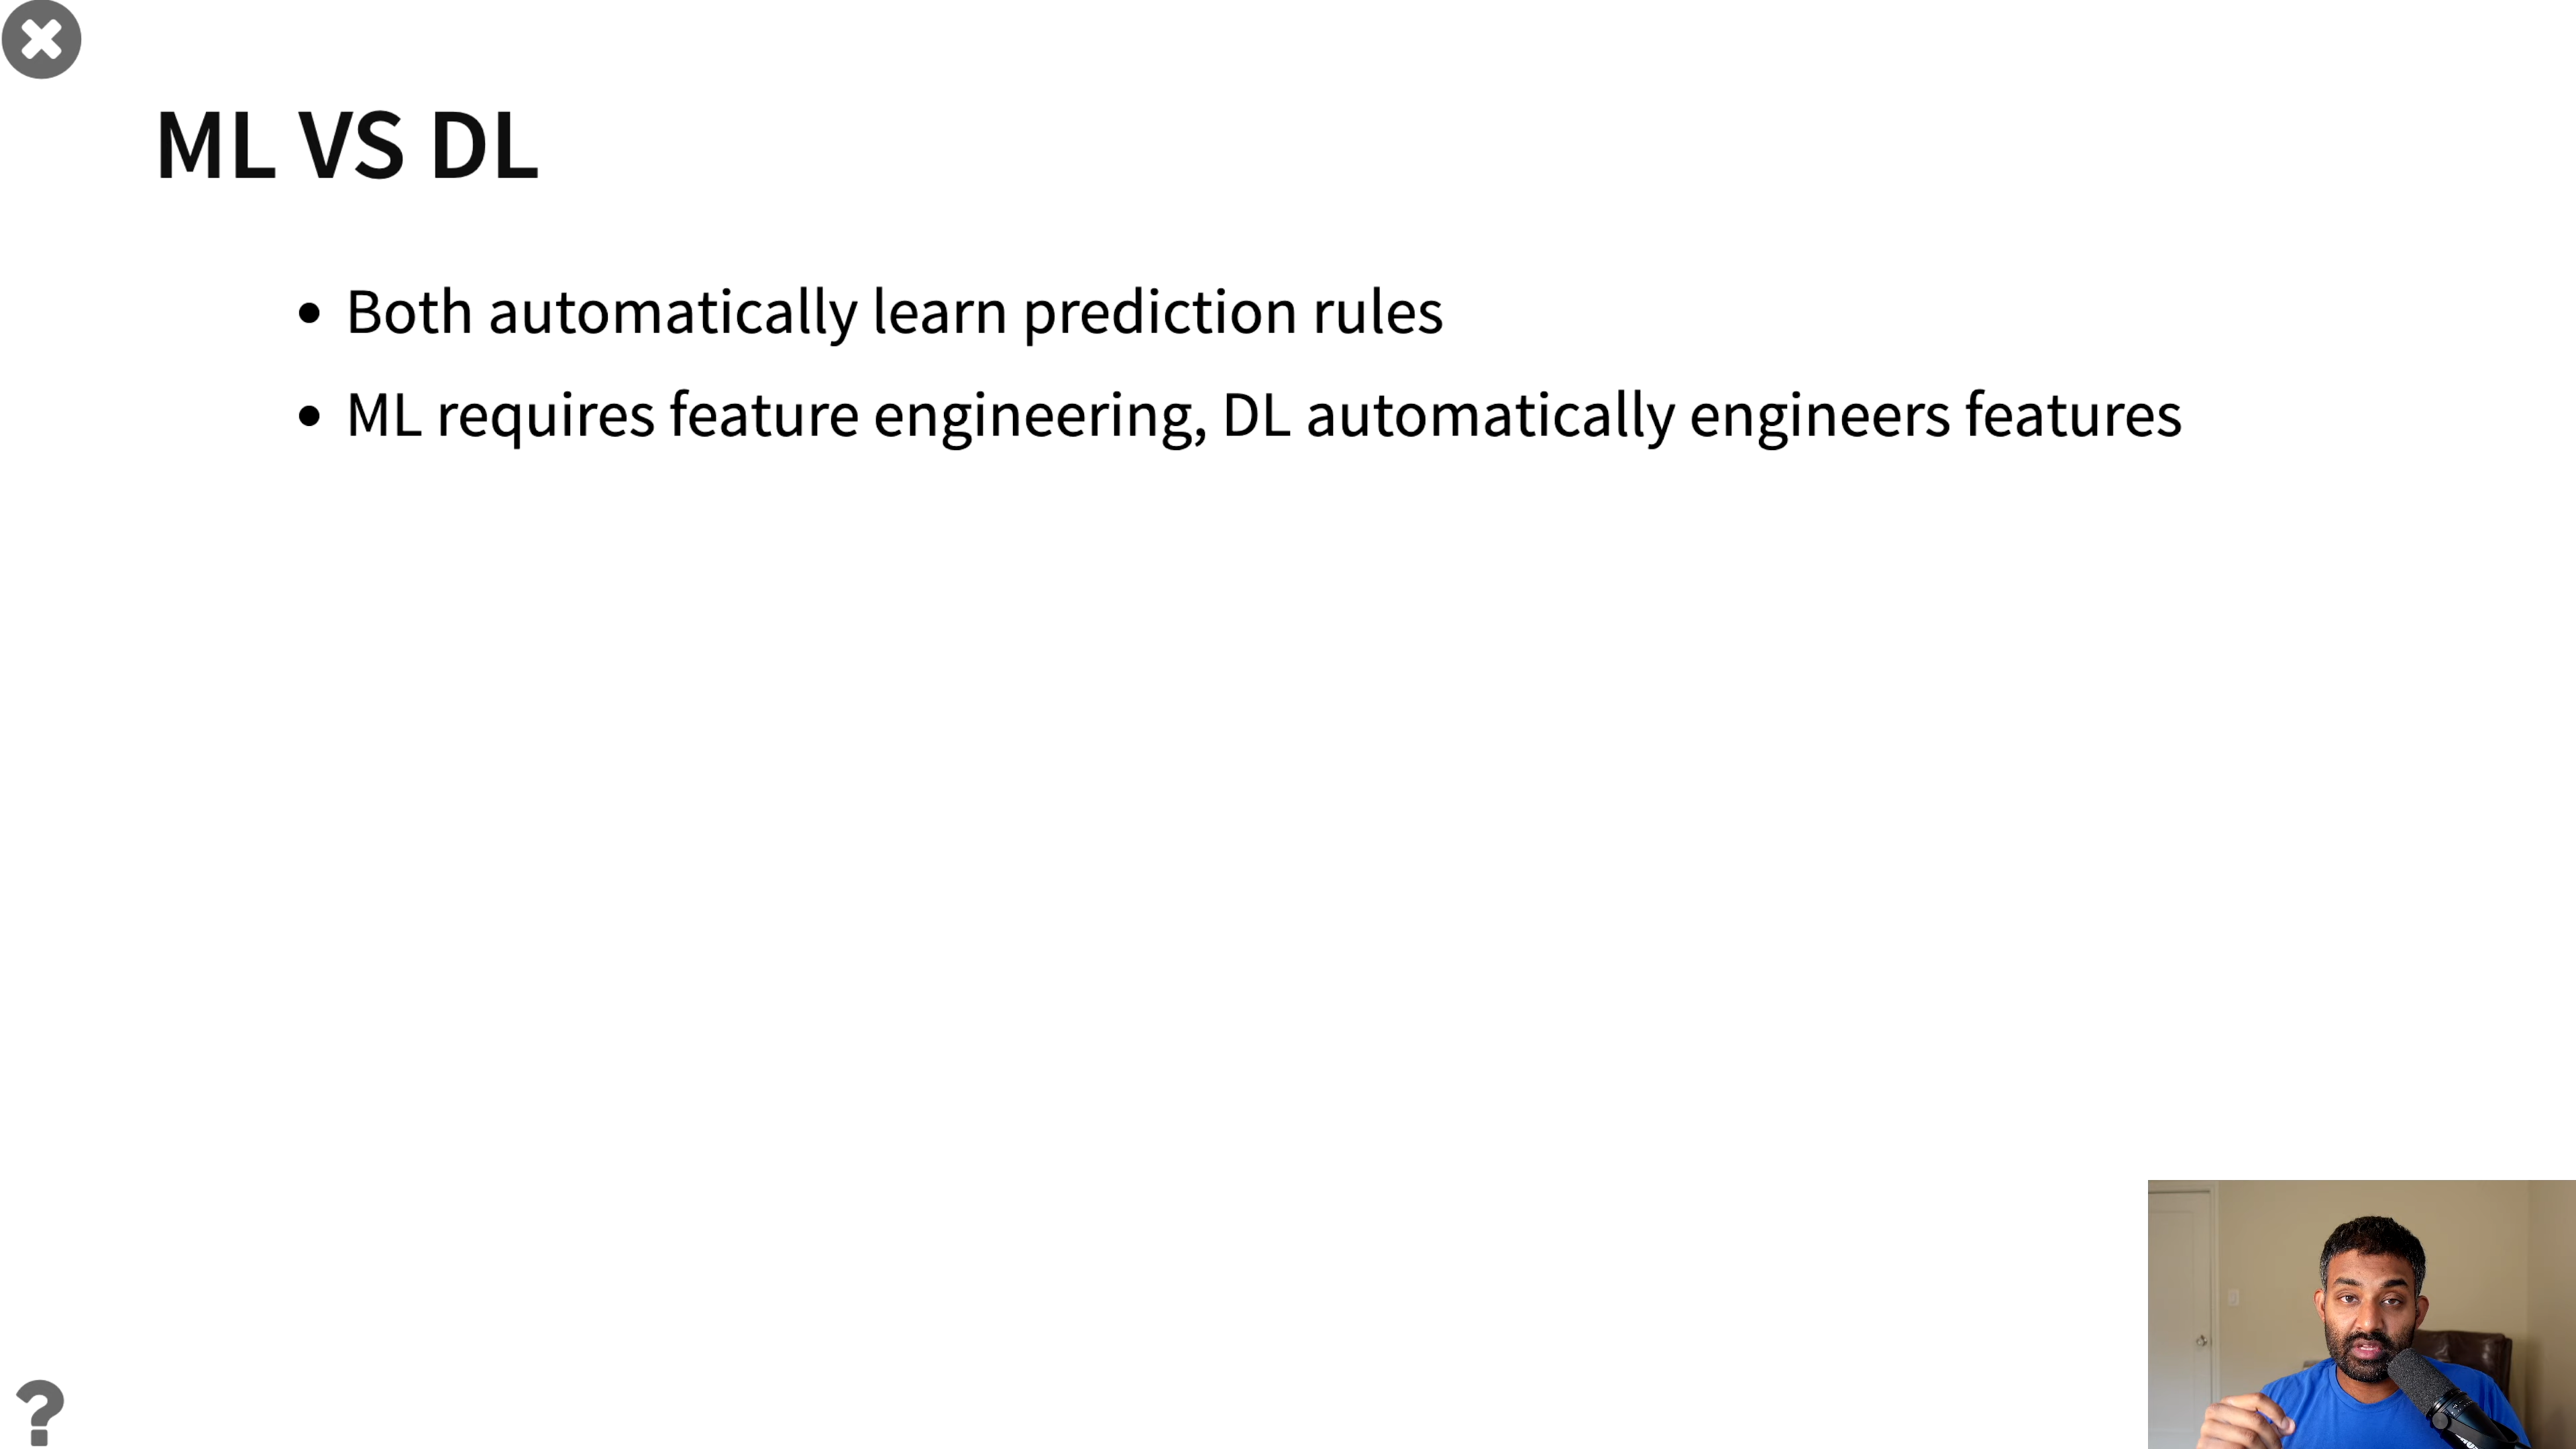 ML VS DL
Both automatically learn prediction rules
ML requires feature engineering, DL automatically engineers features
?